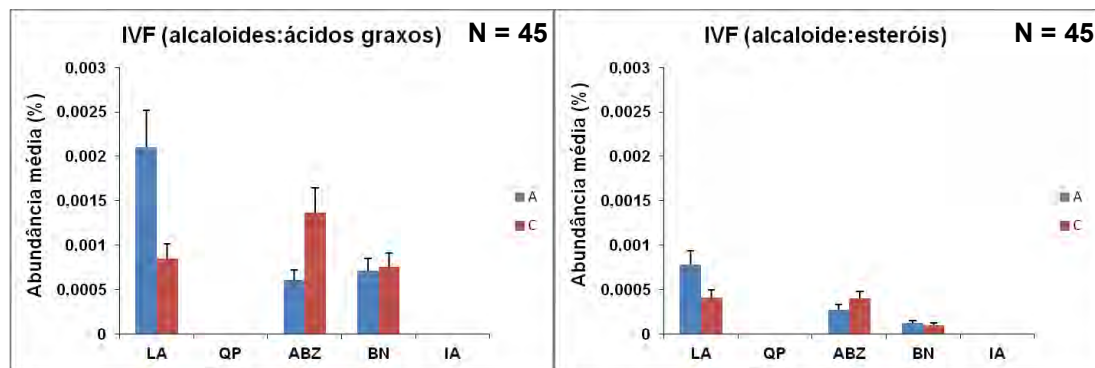 IVF (alcaloides:ácidos graxos) N = 45
Abundância média (%)
0,003
0,0025
0,002
0,0015
0,001
0,0005
0
LA QP ABZ BN IA
A
C
IVF (alcaloide:esteróis) N = 45
Abundância média (%)
0,003
0,0025
0,002
0,0015
0,001
0,0005
0
LA QP ABZ BN IA
A
C